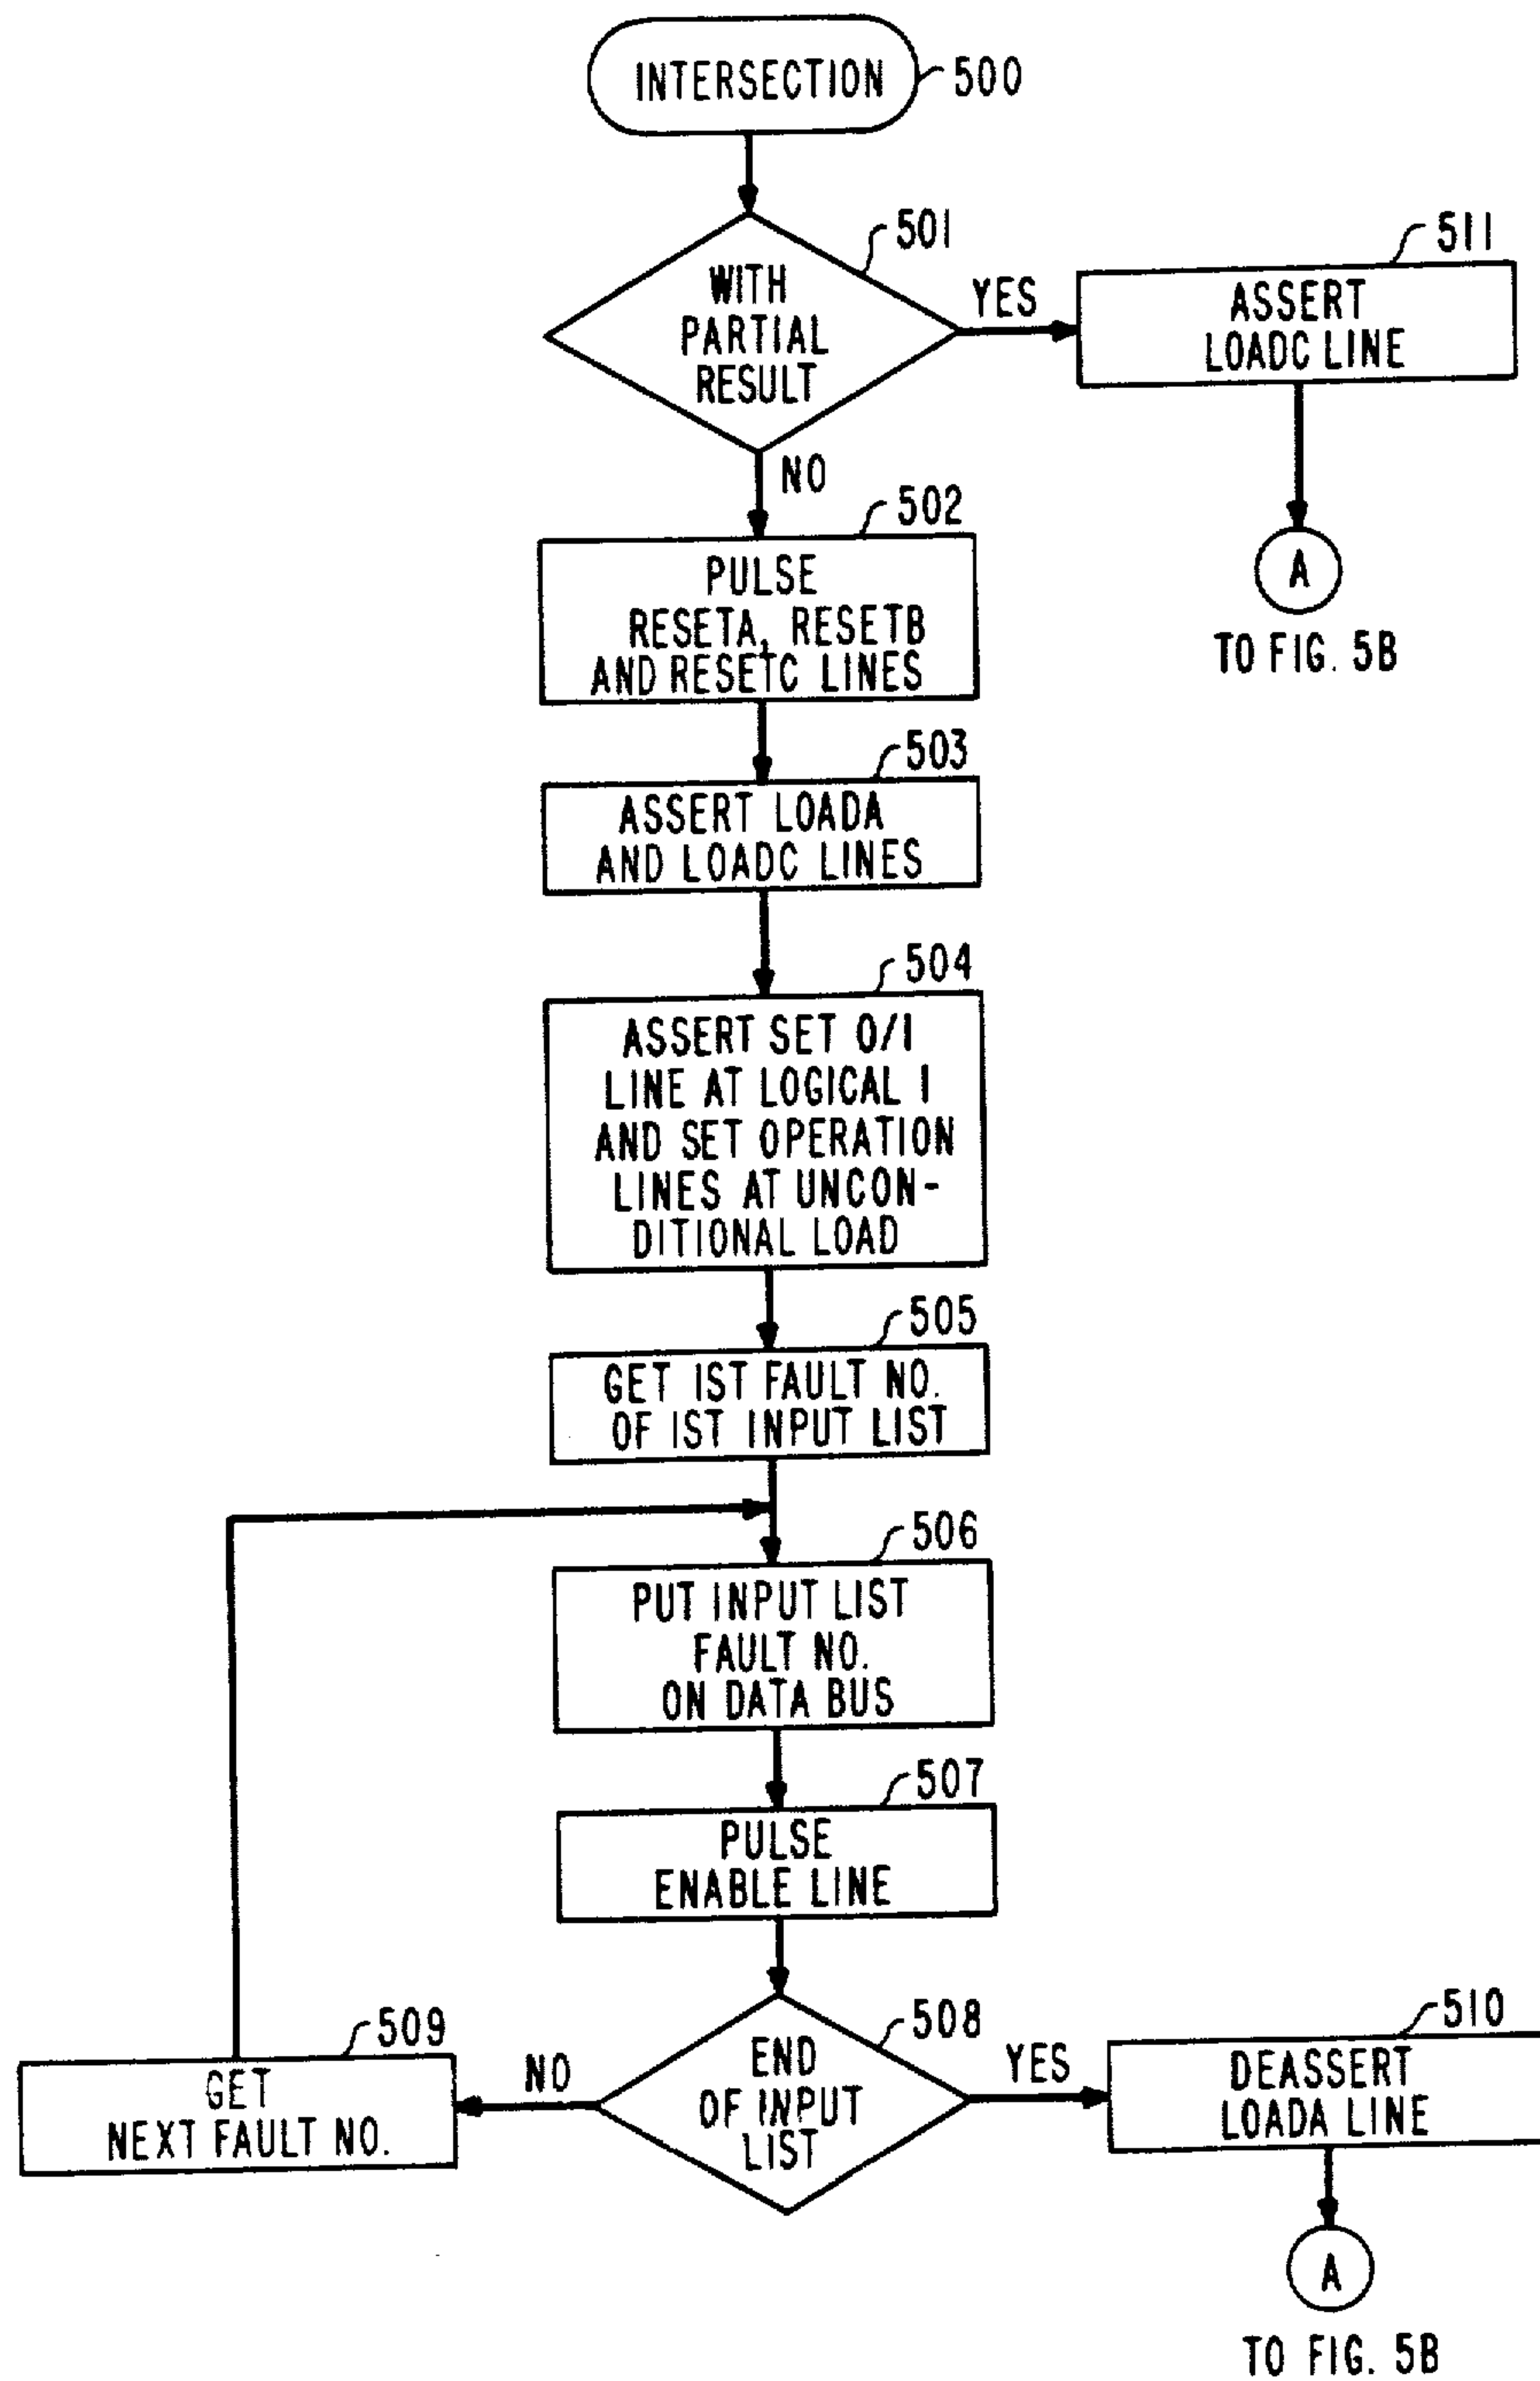 INTERSECTION
500
501
WITH
PARTIAL
RESULT
YES
511
ASSERT
LOADC LINE
A
TO FIG. 5B
NO
502
PULSE
RESETA, RESETB
AND RESETC LINES
503
ASSERT LOADA
AND LOADC LINES
504
ASSERT SET 0/1
LINE AT LOGICAL 1
AND SET OPERATION
LINES AT UNCON-
DITIONAL LOAD
505
GET 1ST FAULT NO.
OF 1ST INPUT LIST
506
PUT INPUT LIST
FAULT NO.
ON DATA BUS
507
PULSE
ENABLE LINE
508
END
OF INPUT
LIST
NO
509
GET
NEXT FAULT NO.
YES
510
DEASSERT
LOADA LINE
A
TO FIG. 5B